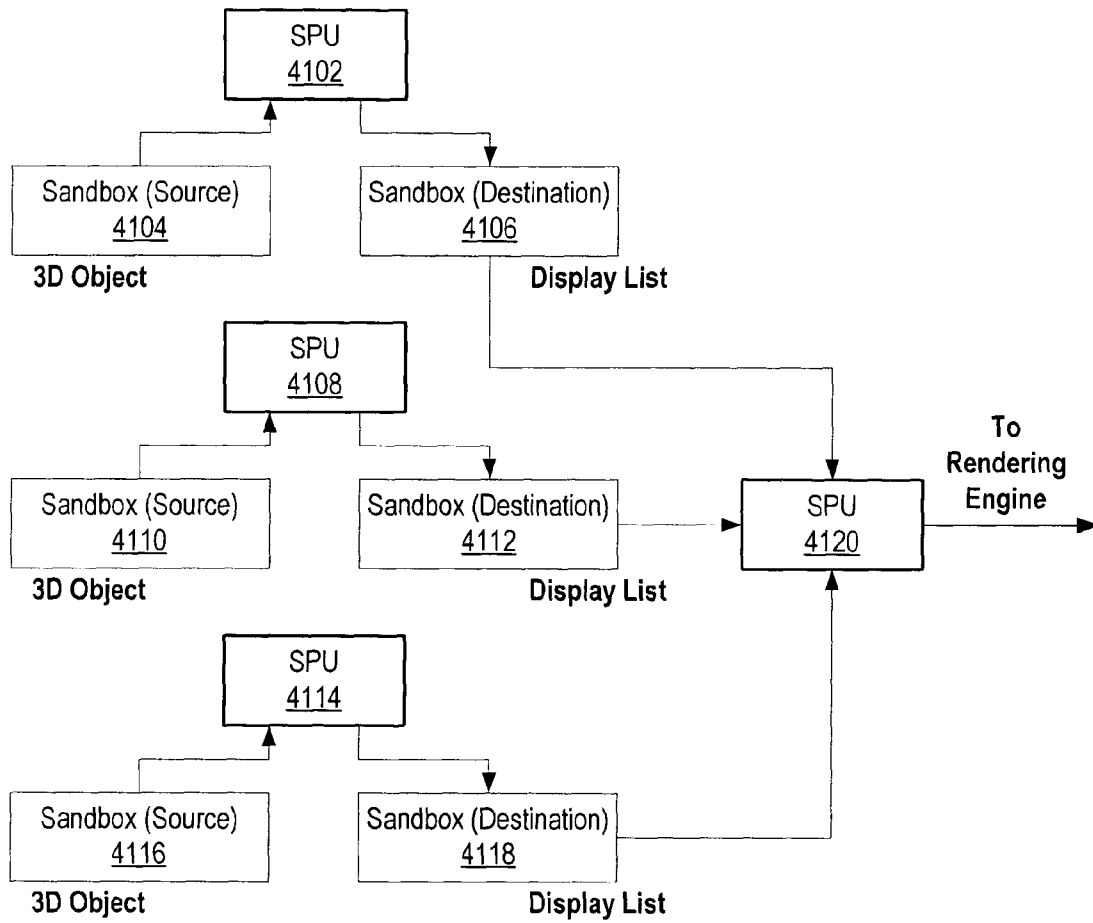 SPU
4102
Sandbox (Source)
4104
3D Object
Sandbox (Destination)
4106
Display List
SPU
4108
Sandbox (Source)
4110
3D Object
Sandbox (Destination)
4112
Display List
SPU
4114
Sandbox (Source)
4116
3D Object
Sandbox (Destination)
4118
Display List
SPU
4120
To
Rendering
Engine